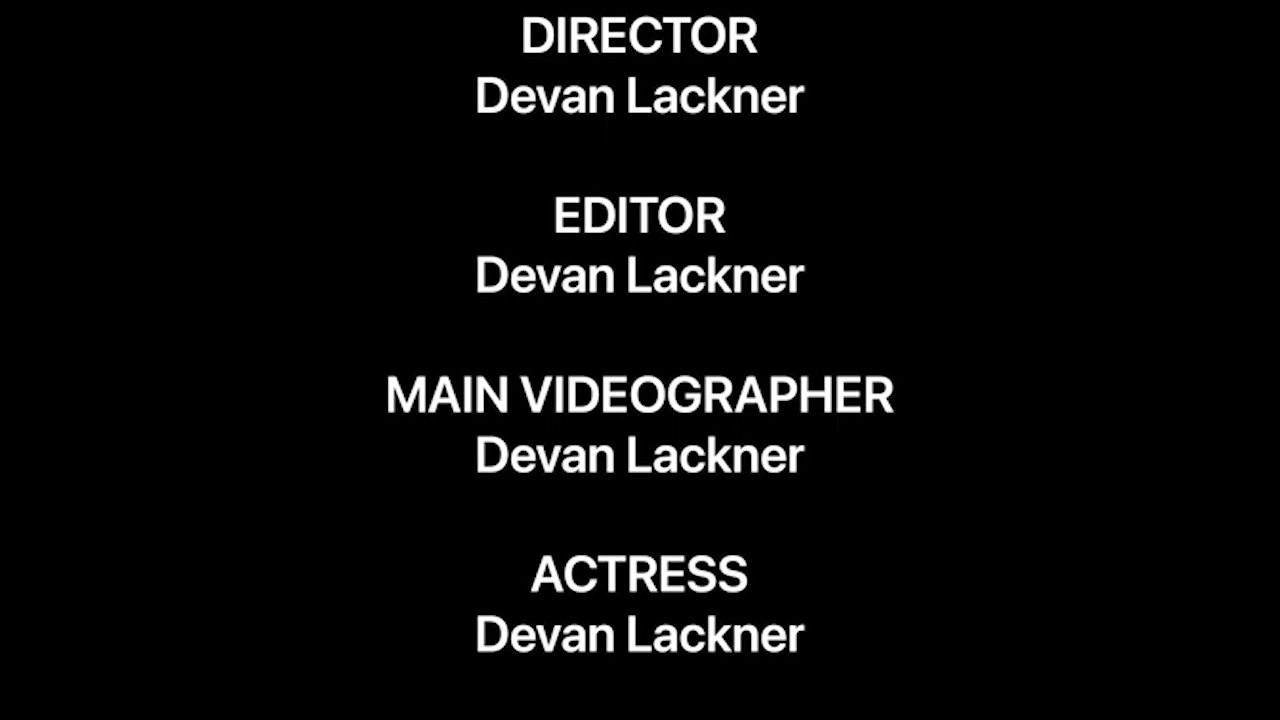 DIRECTOR
Devan Lackner
EDITOR
Devan Lackner
MAIN VIDEOGRAPHER
Devan Lackner
ACTRESS
Devan Lackner